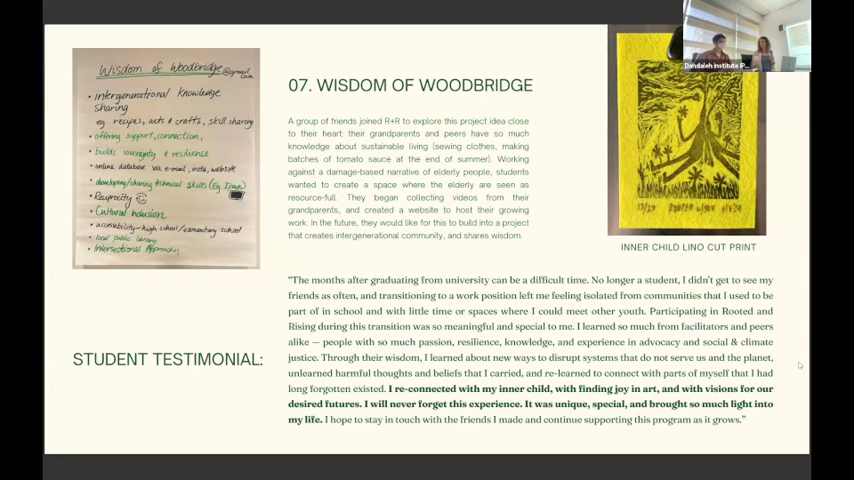 Wisdom of Woodbridge @gmail.com
• intergenerational knowledge
sharing
eg recipes, arts & crafts, skill sharing
• offering support, connection,
• builds sovereignty & resilience
• online database via e-mail, insta, website
• developing/sharing technical skills (Eg. Ipads)
• Reciprocity
• Cultural Inclusion
• accessibility - high school/elementary school
• local public library
• Intersectional Approaches
07. WISDOM OF WOODBRIDGE
A group of friends joined R+R to explore this project idea close
to their heart: their grandparents and peers have so much
knowledge about sustainable living (sewing clothes, making
batches of tomato sauce at the end of summer). Working
against a damage-based narrative of elderly people, students
wanted to create a space where the elderly are seen as
resource-full. They began collecting videos from their
grandparents, and created a website to host their growing
work. In the future, they would like for this to build into a project
that creates intergenerational community, and shares wisdom.
Dahdaleh institute P...
INNER CHILD LINO CUT PRINT
STUDENT TESTIMONIAL:
“The months after graduating from university can be a difficult time. No longer a student, I didn’t get to see my
friends as often, and transitioning to a work position left me feeling isolated from communities that I used to be
part of in school and with little time or spaces where I could meet other youth. Participating in Rooted and
Rising during this transition was so meaningful and special to me. I learned so much from facilitators and peers
alike — people with so much passion, resilience, knowledge, and experience in advocacy and social & climate
justice. Through their wisdom, I learned about new ways to disrupt systems that do not serve us and the planet,
unlearned harmful thoughts and beliefs that I carried, and re-learned to connect with parts of myself that I had
long forgotten existed. I re-connected with my inner child, with finding joy in art, and with visions for our
desired futures. I will never forget this experience. It was unique, special, and brought so much light into
my life. I hope to stay in touch with the friends I made and continue supporting this program as it grows.”